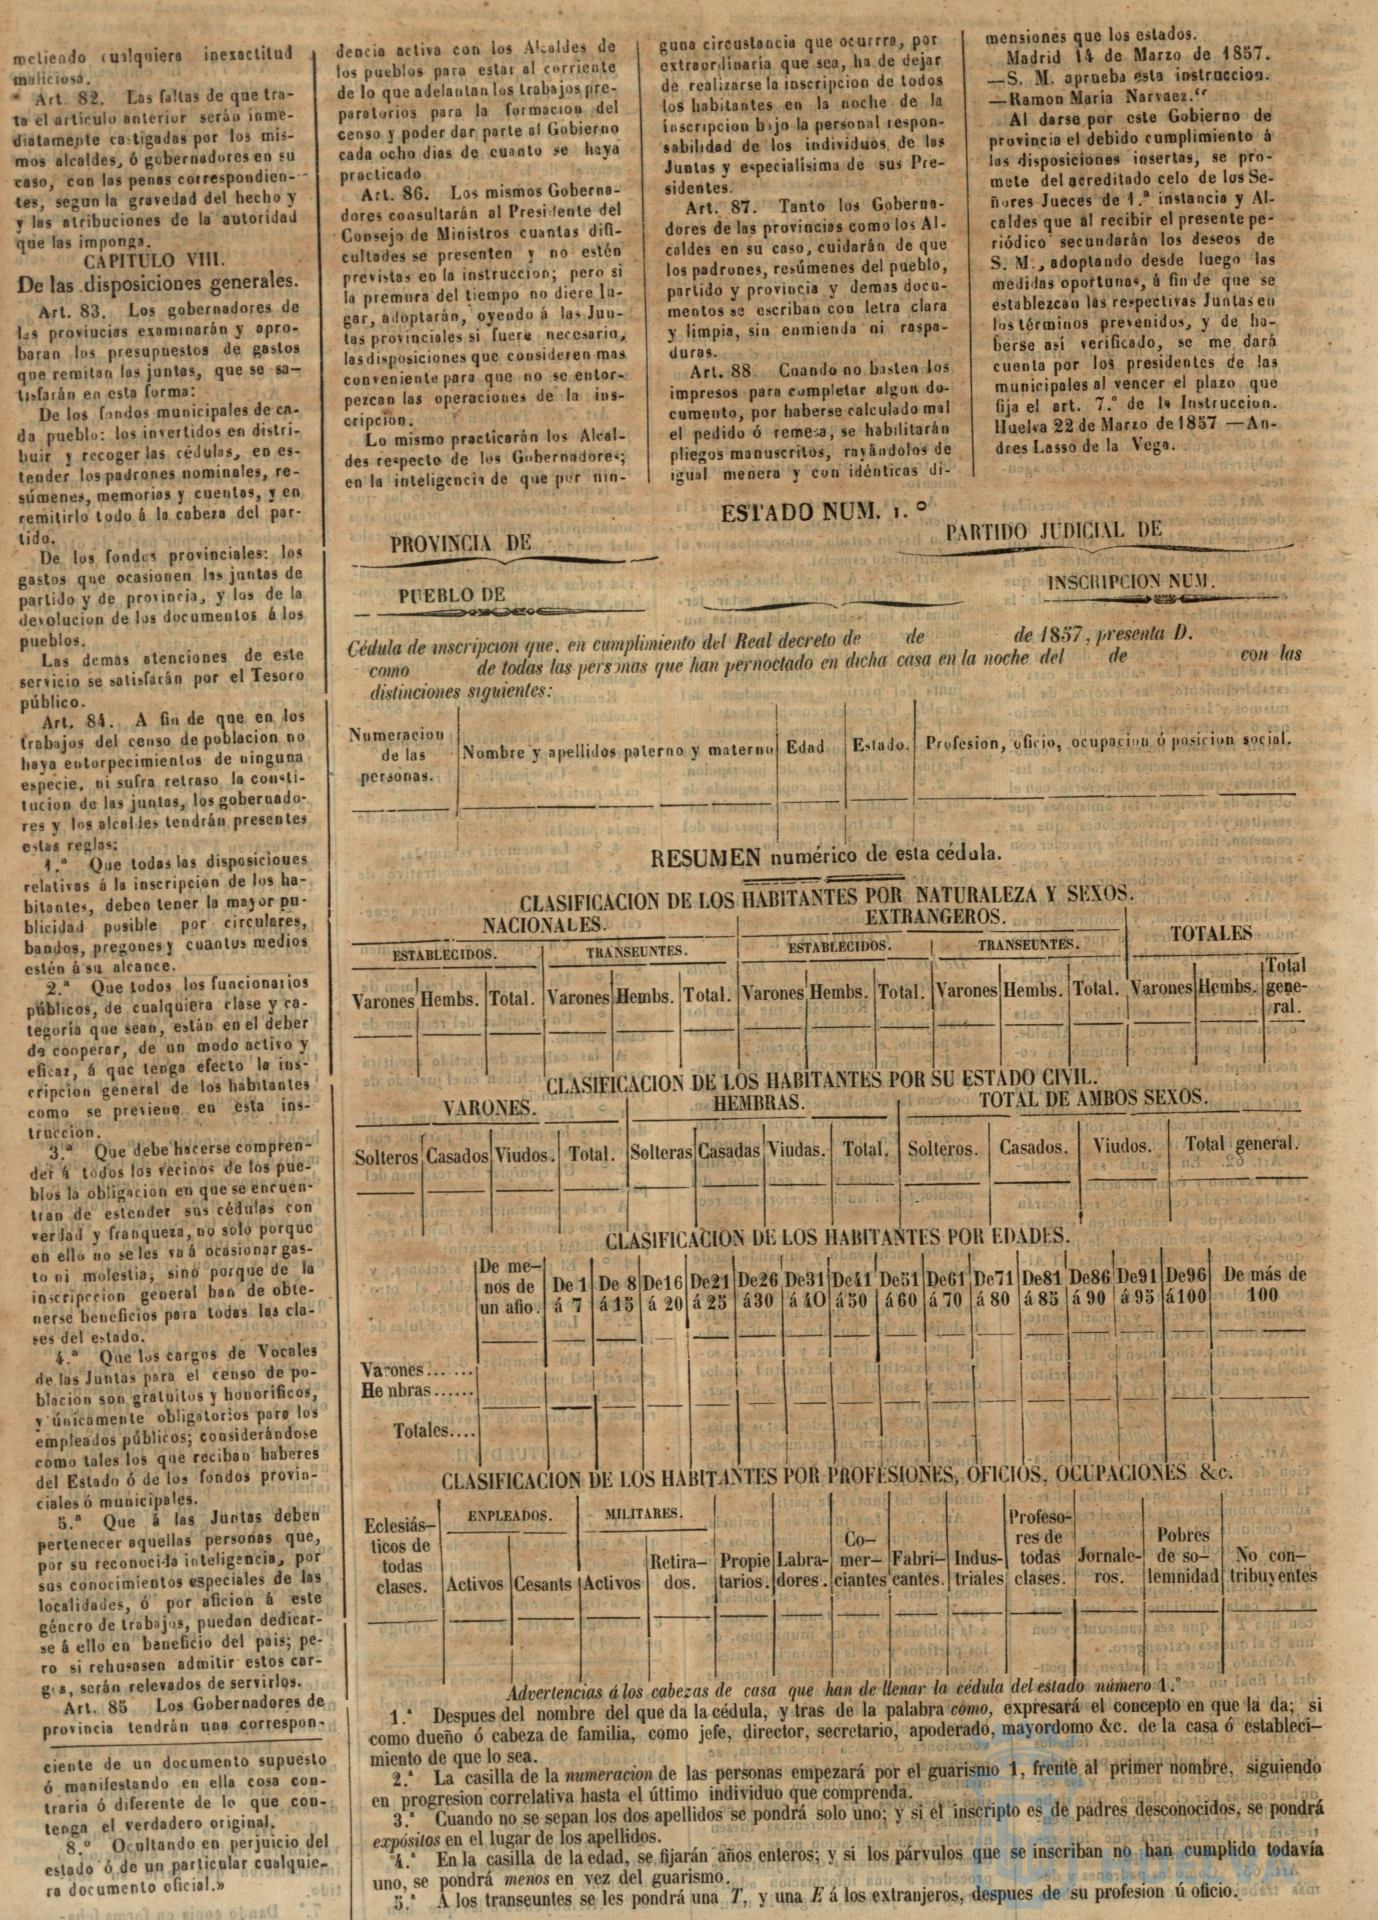 metiendo cualquiera inexactitud
maliciosa.
Art. 82. Las faltas de que tra-
ta el artículo anterior serán inme-
diatamente castigadas por los mis-
mos alcaldes, ó gobernadores en su
caso, con las penas correspondien-
tes, segun la gravedad del hecho y
y las atribuciones de la autoridad
que las imponga.
CAPITULO VIII.
De las disposiciones generales.
Art. 83. Los gobernadores de
las provincias examinarán y apro-
baran los presupuestos de gastos
que remitan las juntas, que se sa-
tisfarán en esta forma:
De los fondos municipales de ca-
da pueblo: los invertidos en distri-
buir y recoger las cédulas, en es-
tender los padrones nominales, re-
súmenes, memorias y cuentas, y en
remitirlo todo á la cabeza del par-
tido.
De los fondos provinciales: los
gastos que ocasionen las juntas de
partido y de provincia, y los de la
devolucion de los documentos á los
pueblos.
Las demas atenciones de este
servicio se satisfarán por el Tesoro
público.
Art. 84. A fin de que en los
trabajos del censo de poblacion no
haya entorpecimientos de ninguna
especie, ni sufra retraso la consti-
tucion de las juntas, los gobernado-
res y los alcaldes tendrán presentes
estas reglas:
1.ª Que todas las disposiciones
relativas á la inscripcion de los ha-
bitantes, deben tener la mayor pu-
blicidad posible por circulares,
bandos, pregones y cuantos medios
estén á su alcance.
2.ª Que todos los funcionarios
públicos, de cualquiera clase y ca-
tegoría que sean, están en el deber
de cooperar, de un modo activo y
eficaz, á que tenga efecto la ins-
cripcion general de los habitantes
como se previene en esta ins-
truccion.
3.ª Que debe hacerse compren-
der á todos los vecinos de los pue-
blos la obligacion en que se encuen-
tran de estender sus cédulas con
verdad y franqueza, no solo porque
en ello no se les va á ocasionar gas-
to ni molestia, sino porque de la
inscripccion general han de obte-
nerse beneficios para todas las cla-
ses del estado.
4.ª Que los cargos de Vocales
de las Juntas para el censo de po-
blacion son gratuitos y honoríficos,
y únicamente obligatorios para los
empleados públicos; considerándose
como tales los que reciban haberes
del Estado ó de los fondos provin-
ciales ó municipales.
5.ª Que á las Juntas deben
pertenecer aquellas personas que,
por su reconocida inteligencia, por
sus conocimientos especiales de las
localidades, ó por aficion á este
género de trabajos, puedan dedicar-
se á ello en beneficio del pais; pe-
ro si rehusasen admitir estos car-
gos, serán relevados de servirlos.
Art. 85 Los Gobernadores de
provincia tendrán una correspon-
ciente de un documento supuesto
ó manifestando en ella cosa con-
traria ó diferente de lo que con-
tenga el verdadero original.
8.º Ocultando en perjuicio del
estado ó de un particular cualquie-
ra documento oficial.»
dencia activa con los Alcaldes de
los pueblos para estar al corriente
de lo que adelantan los trabajos pre-
paratorios para la formacion del
censo y poder dar parte al Gobierno
cada ocho dias de cuanto se haya
practicado
Art. 86. Los mismos Goberna-
dores consultarán al Presidente del
Consejo de Ministros cuantas difi-
cultades se presenten y no estén
previstas en la instruccion; pero si
la premura del tiempo no diere lu-
gar, adoptarán, oyendo á las Jun-
tas provinciales si fuere necesario,
las disposiciones que consideren mas
conveniente para que no se entor-
pezcan las operaciones de la ins-
cripcion.
Lo mismo practicarán los Alcal-
des respecto de los Gobernadores;
en la inteligencia de que por nin-
guna circustancia que ocurrra, por
extraordinaria que sea, ha de dejar
de realizarse la inscripcion de todos
los habitantes en la noche de la
inscripcion bajo la personal respon-
sabilidad de los individuos de las
Juntas y especialísima de sus Pre-
sidentes.
Art. 87. Tanto los Goberna-
dores de las provincias como los Al-
caldes en su caso, cuidarán de que
los padrones, resúmenes del pueblo,
partido y provincia y demas docu-
mentos se escriban con letra clara
y limpia, sin enmienda ni raspa-
duras.
Art. 88. Cuando no basten los
impresos para completar algun do-
cumento, por haberse calculado mal
el pedido ó remesa, se habilitarán
pliegos manuscritos, rayándolos de
igual menera y con idénticas di-
mensiones que los estados.
Madrid 14 de Marzo de 1857.
—S. M. aprueba esta instruccion.
—Ramon María Narvaez.“
Al darse por este Gobierno de
provincia el debido cumplimiento á
las disposiciones insertas, se pro-
mete del acreditado celo de los Se-
ñores Jueces de 1.ª instancia y Al-
caldes que al recibir el presente pe-
riódico secundarán los deseos de
S. M., adoptando desde luego las
medidas oportunas, á fin de que se
establezcan las respectivas Juntas en
los términos prevenidos, y de ha-
berse así verificado, se me dará
cuenta por los presidentes de las
municipales al vencer el plazo que
fija el art. 7.º de la Instruccion.
Huelva 22 de Marzo de 1857 —An-
dres Lasso de la Vega.
ESTADO NUM. 1.º
PROVINCIA DE
PARTIDO JUDICIAL DE
PUEBLO DE
INSCRIPCION NUM.
Cédula de inscripcion que, en cumplimiento del Real decreto de de de 1857, presenta D.
como de todas las personas que han pernoctado en dicha casa en la noche del de con las
distinciones siguientes:
Numeracion de las personas. Nombre y apellidos paterno y materno Edad Estado. Profesion, oficio, ocupacion ó posicion social.
RESUMEN numérico de esta cédula.
CLASIFICACION DE LOS HABITANTES POR NATURALEZA Y SEXOS.
NACIONALES. EXTRANGEROS. TOTALES
ESTABLECIDOS. TRANSEUNTES. ESTABLECIDOS. TRANSEUNTES.
Varones Hembs. Total. Varones Hembs. Total. Varones Hembs. Total. Varones Hembs. Total. Varones Hembs. Total gene-ral.
CLASIFICACION DE LOS HABITANTES POR SU ESTADO CIVIL.
VARONES. HEMBRAS. TOTAL DE AMBOS SEXOS.
Solteros Casados Viudos. Total. Solteras Casadas Viudas. Total. Solteros. Casados. Viudos. Total general.
CLASIFICACION DE LOS HABITANTES POR EDADES.
De me-nos de un año. De 1 á 7 De 8 á 15 De16 á 20 De21 á 25 De26 á30 De31 á 40 De41 á50 De51 á 60 De61 á 70 De71 á 80 De81 á 85 De86 á 90 De91 á 95 De96 á100 De más de 100
Varones......
Hembras......
Totales....
CLASIFICACION DE LOS HABITANTES POR PROFESIONES, OFICIOS, OCUPACIONES &c.
EMPLEADOS. MILITARES.
Eclesiás-ticos de todas clases. Activos Cesants Activos Retira-dos. Propie tarios. Labra-dores. Co-mer-ciantes Fabri-cantes. Indus-triales Profeso-res de todas clases. Jornale-ros. Pobres de so-lemnidad No con-tribuyentes
Advertencias á los cabezas de casa que han de llenar la cédula del estado número 1.º
1.ª Despues del nombre del que da la cédula, y tras de la palabra como, expresará el concepto en que la da; si
como dueño ó cabeza de familia, como jefe, director, secretario, apoderado, mayordomo &c. de la casa ó estableci-
miento de que lo sea.
2.ª La casilla de la numeracion de las personas empezará por el guarismo 1, frente al primer nombre, siguiendo
en progresion correlativa hasta el úttimo individuo que comprenda.
3.ª Cuando no se sepan los dos apellidos se pondrá solo uno; y si el inscripto es de padres desconocidos, se pondrá
expósitos en el lugar de los apellidos.
4.ª En la casilla de la edad, se fijarán años enteros; y si los párvulos que se inscriban no han cumplido todavía
uno, se pondrá menos en vez del guarismo.
5.ª A los transeuntes se les pondrá una T, y una E á los extranjeros, despues de su profesion ú oficio.